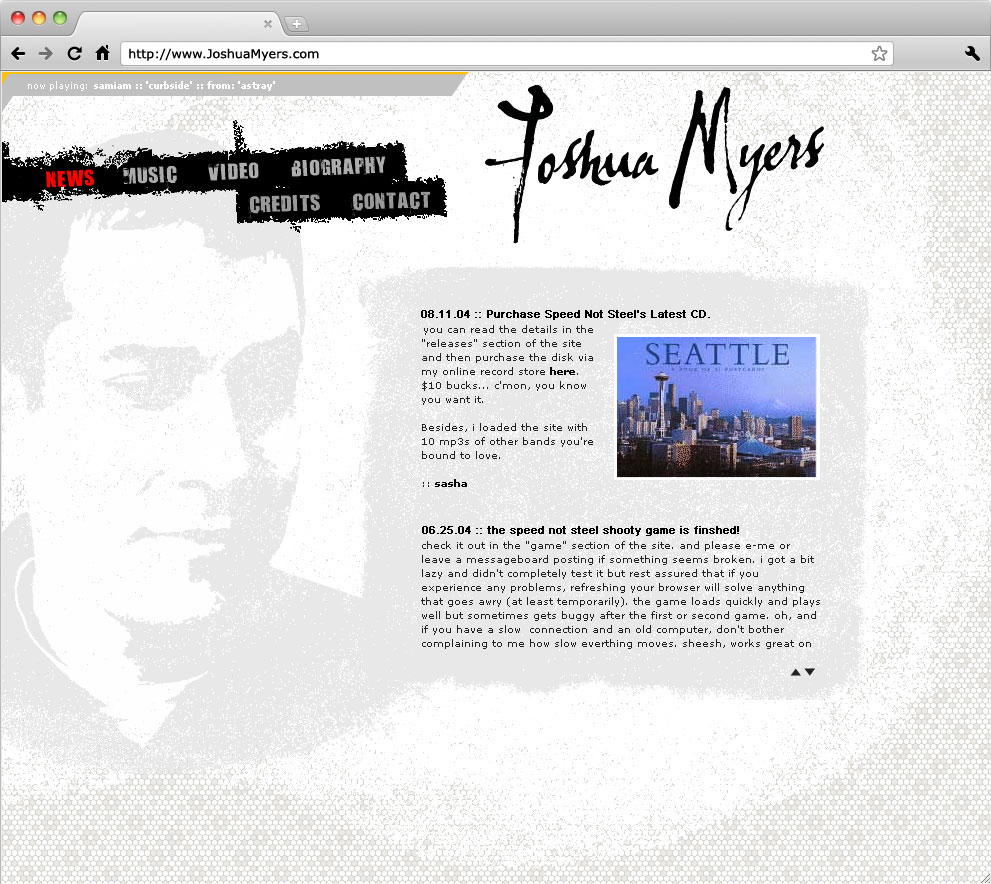 http://www.JoshuaMyers.com
now playing: samiam :: 'curbside' :: from: 'astray'
Joshua Myers
NEWS MUSIC VIDEO BIOGRAPHY
CREDITS CONTACT
08.11.04 :: Purchase Speed Not Steel's Latest CD.
you can read the details in the
"releases" section of the site
and then purchase the disk via
my online record store here.
$10 bucks... c'mon, you know
you want it.
Besides, i loaded the site with
10 mp3s of other bands you're
bound to love.
:: sasha
SEATTLE
A BOOK OF 21 POSTCARDS
06.25.04 :: the speed not steel shooty game is finshed!
check it out in the "game" section of the site. and please e-me or
leave a messageboard posting if something seems broken. i got a bit
lazy and didn't completely test it but rest assured that if you
experience any problems, refreshing your browser will solve anything
that goes awry (at least temporarily). the game loads quickly and plays
well but sometimes gets buggy after the first or second game. oh, and
if you have a slow  connection and an old computer, don't bother
complaining to me how slow everthing moves. sheesh, works great on